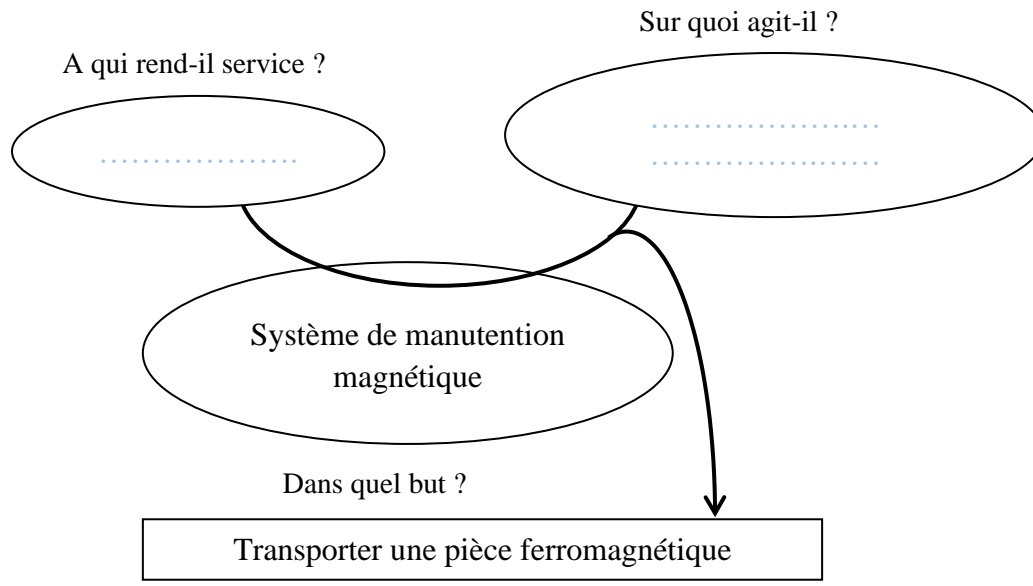 Sur quoi agit-il ?
A qui rend-il service ?
…………………
……………………
……………………
Système de manutention
magnétique
Dans quel but ?
Transporter une pièce ferromagnétique